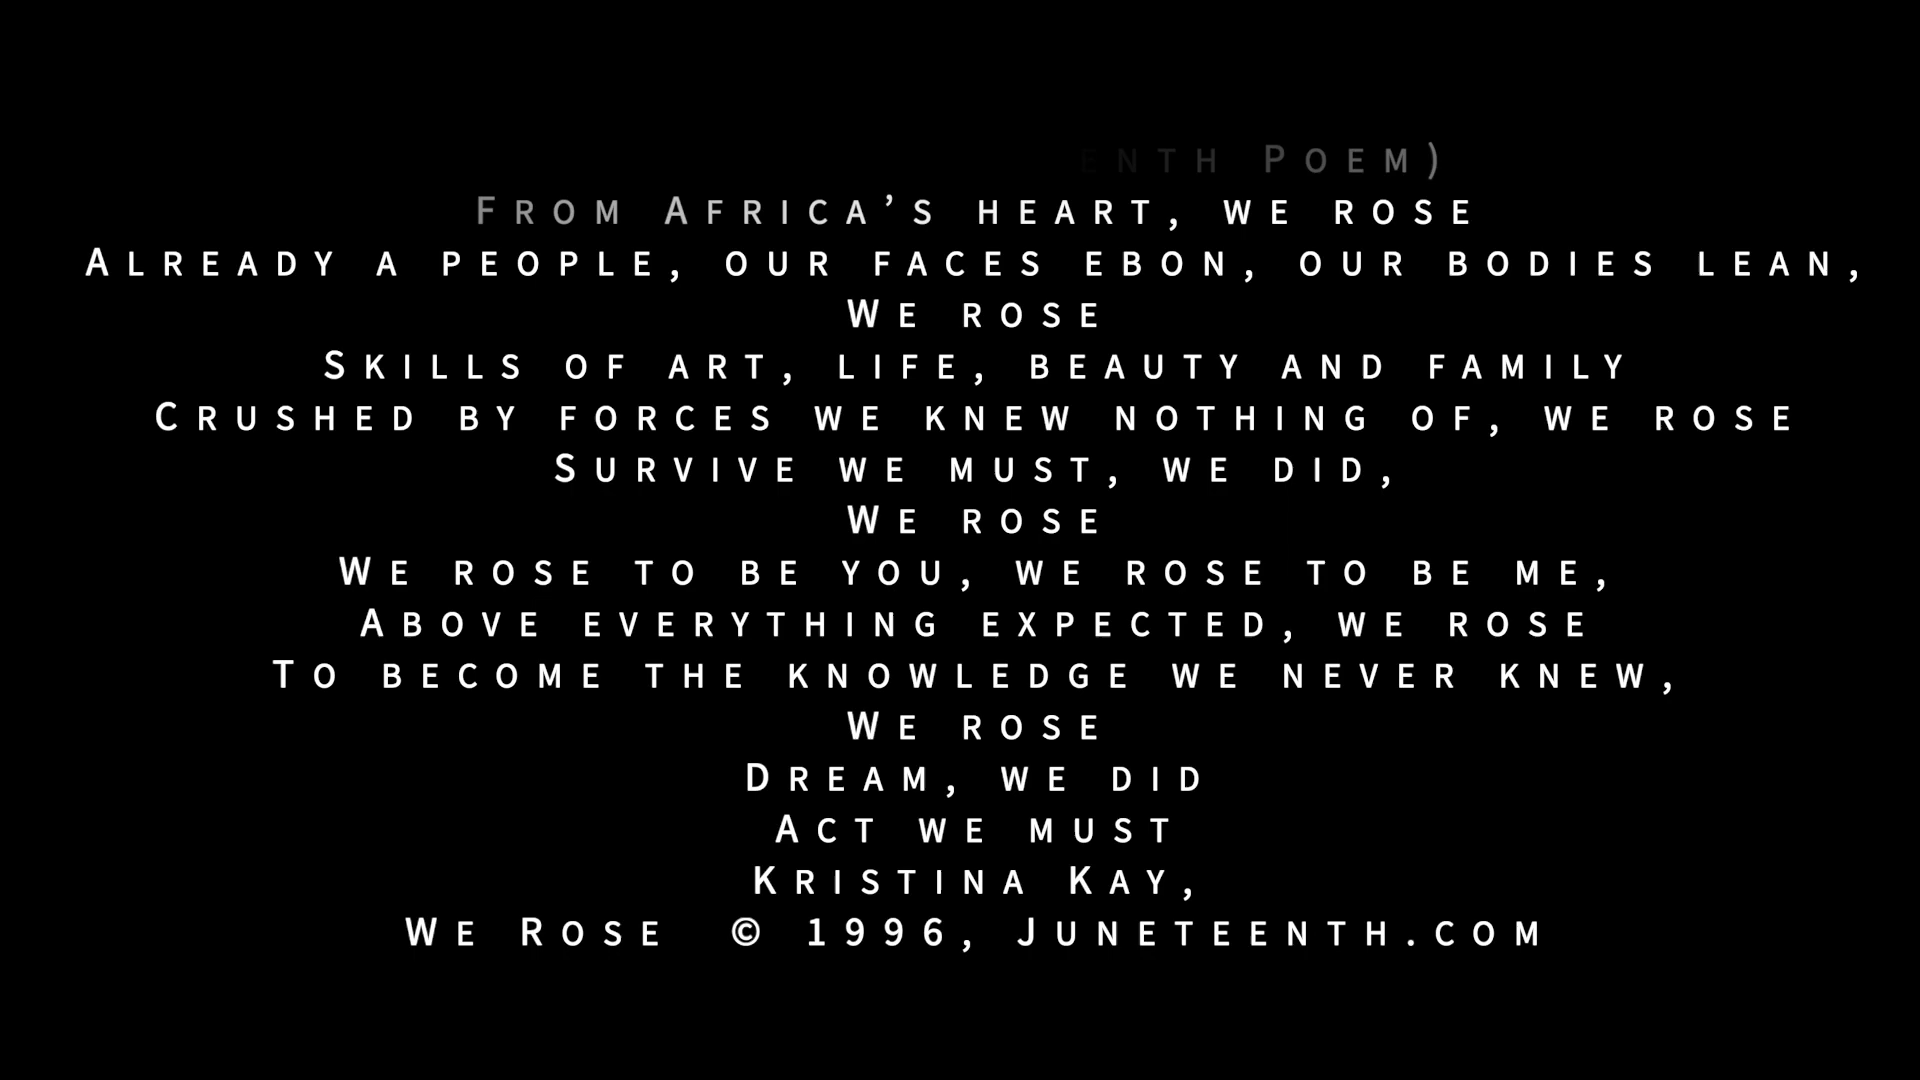 Poem)
From Africa’s heart, we rose
Already a people, our faces ebon, our bodies lean,
We rose
Skills of art, life, beauty and family
Crushed by forces we knew nothing of, we rose
Survive we must, we did,
We rose
We rose to be you, we rose to be me,
Above everything expected, we rose
To become the knowledge we never knew,
We rose
Dream, we did
Act we must
Kristina Kay,
We Rose © 1996, Juneteenth.com